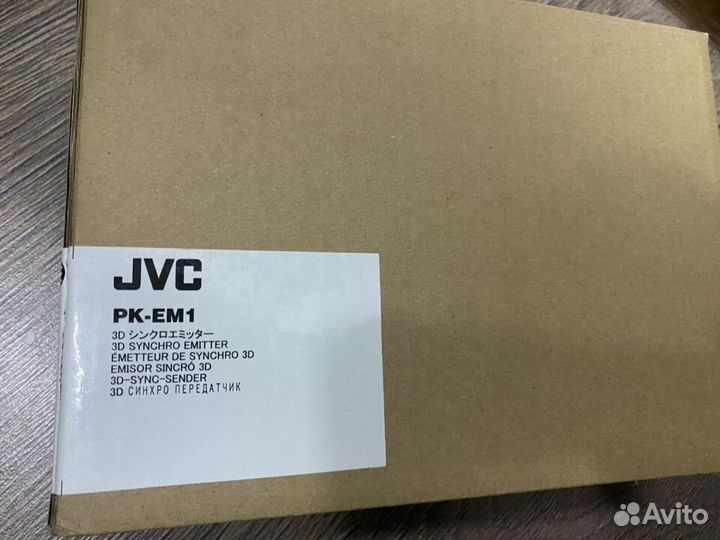 JVC
PK-EM1
3D シンクロエミッター
3D SYNCHRO EMITTER
ÉMETTEUR DE SYNCHRO 3D
EMISOR SINCRÓ 3D
3D-SYNC-SENDER
3D СИНХРО ПЕРЕДАТЧИК
Avito